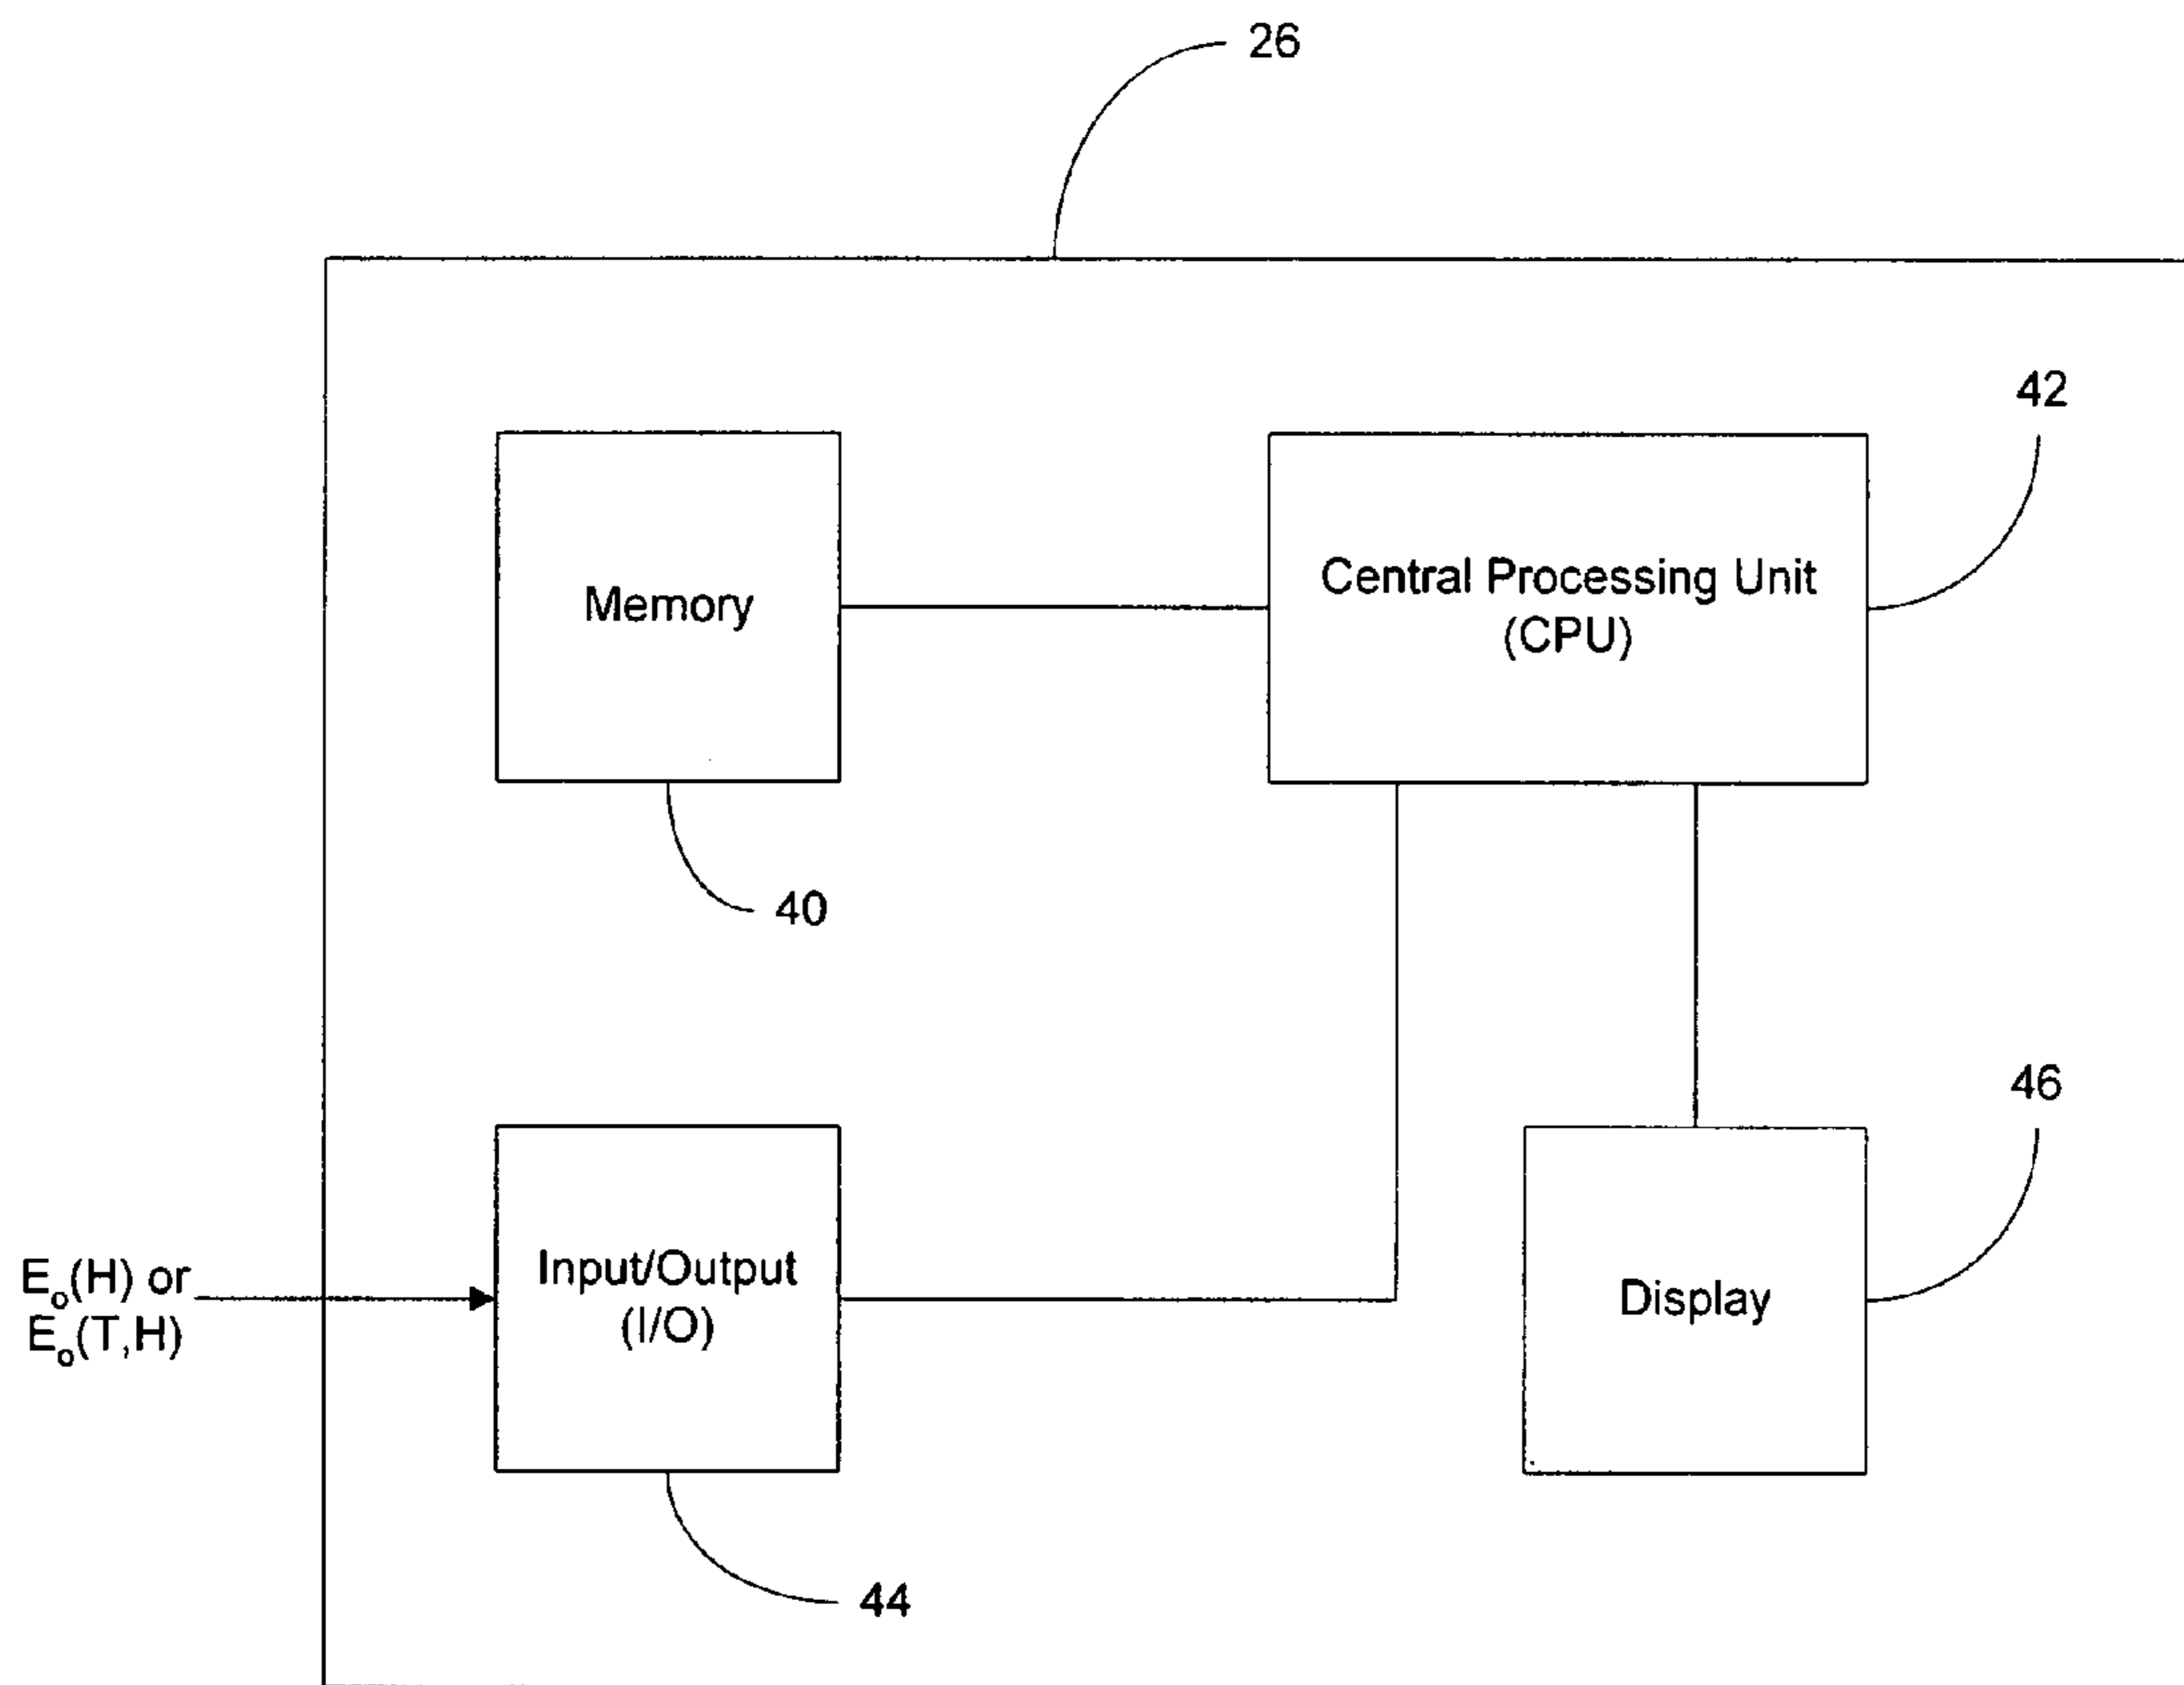 26
42
Memory
Central Processing Unit
(CPU)
40
46
Input/Output
(I/O)
Display
Eₒ(H) or
Eₒ(T,H)
44